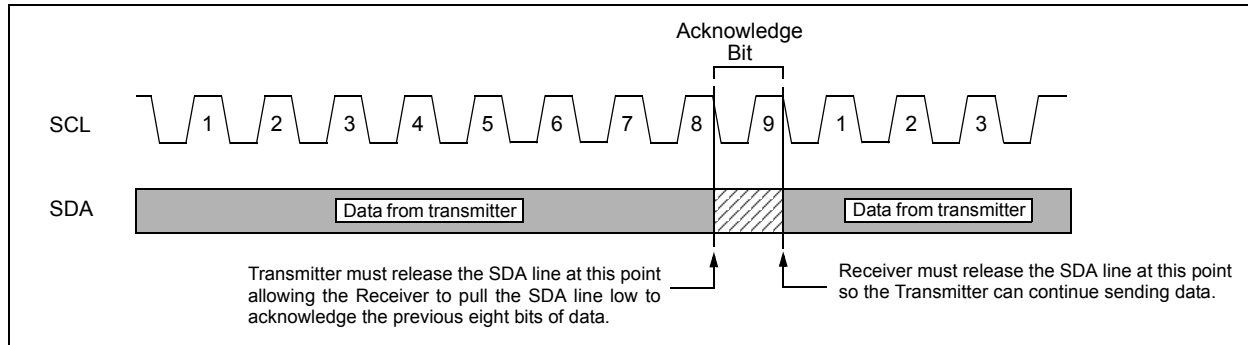 Acknowledge
Bit
SCL
1 2 3 4 5 6 7 8 9 1 2 3
SDA
Data from transmitter
Data from transmitter
Transmitter must release the SDA line at this point
allowing the Receiver to pull the SDA line low to
acknowledge the previous eight bits of data.
Receiver must release the SDA line at this point
so the Transmitter can continue sending data.